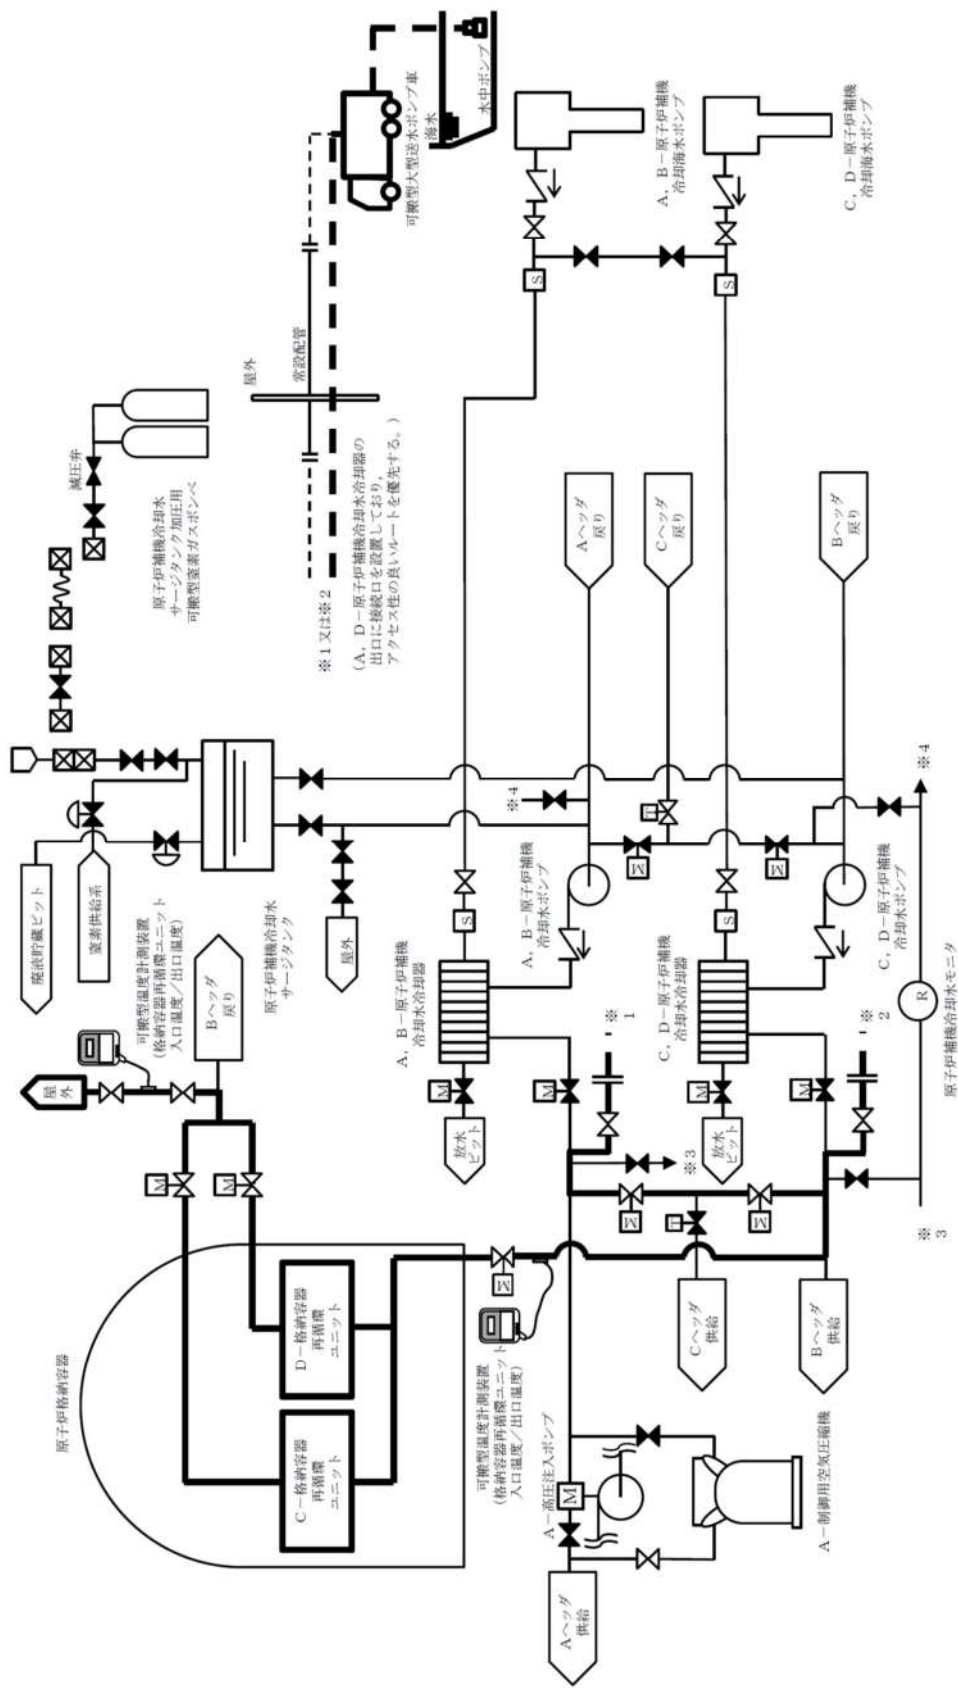 原子炉格納容器
C－格納容器
再循環
ユニット
D－格納容器
再循環
ユニット
M
M
屋外
可搬型温度計測装置
(格納容器再循環ユニット
入口温度／出口温度)
Bヘッダ
戻り
廃液貯蔵ピット
窒素供給系
原子炉補機冷却水
サージタンク
屋外
減圧弁
原子炉補機冷却水
サージタンク加圧用
可搬型窒素ガスボンベ
屋外
常設配管
※1又は※2
(A, D－原子炉補機冷却水冷却器の
出口に接続口を設置しており,
アクセス性の良いルートを優先する。)
可搬型大型送水ポンプ車
海水
水中ポンプ
A, B－原子炉補機
冷却海水ポンプ
C, D－原子炉補機
冷却海水ポンプ
S
S
Aヘッダ
戻り
Cヘッダ
戻り
Bヘッダ
戻り
※4
T
M
M
A, B－原子炉補機
冷却水ポンプ
C, D－原子炉補機
冷却水ポンプ
※4
A, B－原子炉補機
冷却水冷却器
S
M
放水
ピット
M
※1
C, D－原子炉補機
冷却水冷却器
S
M
放水
ピット
M
※2
R
原子炉補機冷却水モニタ
※3
※3
M
T
M
M
可搬型温度計測装置
(格納容器再循環ユニット
入口温度／出口温度)
Cヘッダ
供給
Bヘッダ
供給
A－高圧注入ポンプ
M
A－制御用空気圧縮機
Aヘッダ
供給